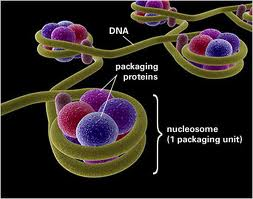 DNA
packaging
proteins
nucleosome
(1 packaging unit)